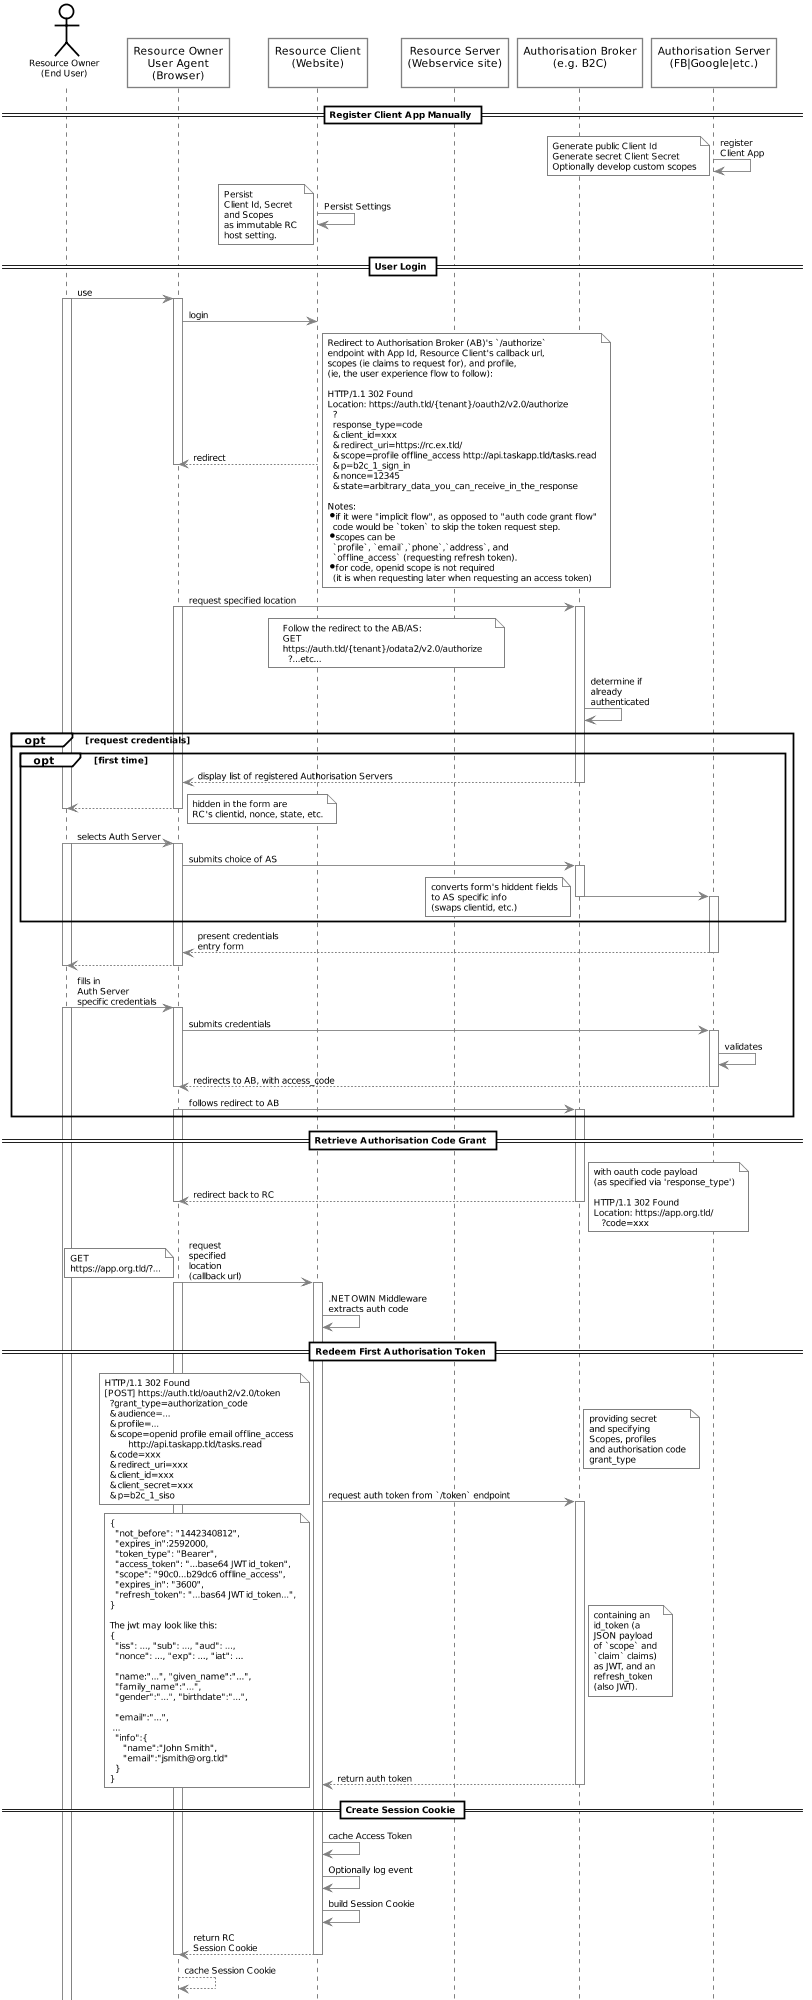 Resource Owner
(End User)
Resource Owner
User Agent
(Browser)
Resource Client
(Website)
Resource Server
(Webservice site)
Authorisation Broker
(e.g. B2C)
Authorisation Server
(FB|Google|etc.)
Register Client App Manually
Generate public Client Id
Generate secret Client Secret
Optionally develop custom scopes
register
Client App
Persist
Client Id, Secret
and Scopes
as immutable RC
host setting.
Persist Settings
User Login
use
login
Redirect to Authorisation Broker (AB)'s `/authorize`
endpoint with App Id, Resource Client's callback url,
scopes (ie claims to request for), and profile,
(ie, the user experience flow to follow):
HTTP/1.1 302 Found
Location: https://auth.tld/{tenant}/oauth2/v2.0/authorize
?
response_type=code
&client_id=xxx
&redirect_uri=https://rc.ex.tld/
&scope=profile offline_access http://api.taskapp.tld/tasks.read
&p=b2c_1_sign_in
&nonce=12345
&state=arbitrary_data_you_can_receive_in_the_response
Notes:
•if it were "implicit flow", as opposed to "auth code grant flow"
code would be `token` to skip the token request step.
•scopes can be
`profile`, `email`,`phone`,`address`, and
`offline_access` (requesting refresh token).
•for code, openid scope is not required
(it is when requesting later when requesting an access token)
redirect
request specified location
Follow the redirect to the AB/AS:
GET
https://auth.tld/{tenant}/odata2/v2.0/authorize
?...etc...
determine if
already
authenticated
opt
[request credentials]
opt
[first time]
display list of registered Authorisation Servers
hidden in the form are
RC's clientid, nonce, state, etc.
selects Auth Server
submits choice of AS
converts form's hiddent fields
to AS specific info
(swaps clientid, etc.)
present credentials
entry form
fills in
Auth Server
specific credentials
submits credentials
validates
redirects to AB, with access_code
follows redirect to AB
Retrieve Authorisation Code Grant
with oauth code payload
(as specified via 'response_type')
HTTP/1.1 302 Found
Location: https://app.org.tld/
?code=xxx
redirect back to RC
GET
https://app.org.tld/?...
request
specified
location
(callback url)
.NET OWIN Middleware
extracts auth code
Redeem First Authorisation Token
HTTP/1.1 302 Found
[POST] https://auth.tld/oauth2/v2.0/token
?grant_type=authorization_code
&audience=...
&profile=...
&scope=openid profile email offline_access
http://api.taskapp.tld/tasks.read
&code=xxx
&redirect_uri=xxx
&client_id=xxx
&client_secret=xxx
&p=b2c_1_siso
providing secret
and specifying
Scopes, profiles
and authorisation code
grant_type
request auth token from `/token` endpoint
{
"not_before": "1442340812",
"expires_in":2592000,
"token_type": "Bearer",
"access_token": "...base64 JWT id_token",
"scope": "90c0...b29dc6 offline_access",
"expires_in": "3600",
"refresh_token": "...bas64 JWT id_token...",
}
The jwt may look like this:
{
"iss": ..., "sub": ..., "aud": ...,
"nonce": ..., "exp": ..., "iat": ...
"name:"...", "given_name":"...",
"family_name":"...",
"gender":"...", "birthdate":"...",
"email":"...",
...
"info":{
"name":"John Smith",
"email":"jsmith@org.tld"
}
}
containing an
id_token (a
JSON payload
of `scope` and
`claim` claims)
as JWT, and an
refresh_token
(also JWT).
return auth token
Create Session Cookie
cache Access Token
Optionally log event
build Session Cookie
return RC
Session Cookie
cache Session Cookie